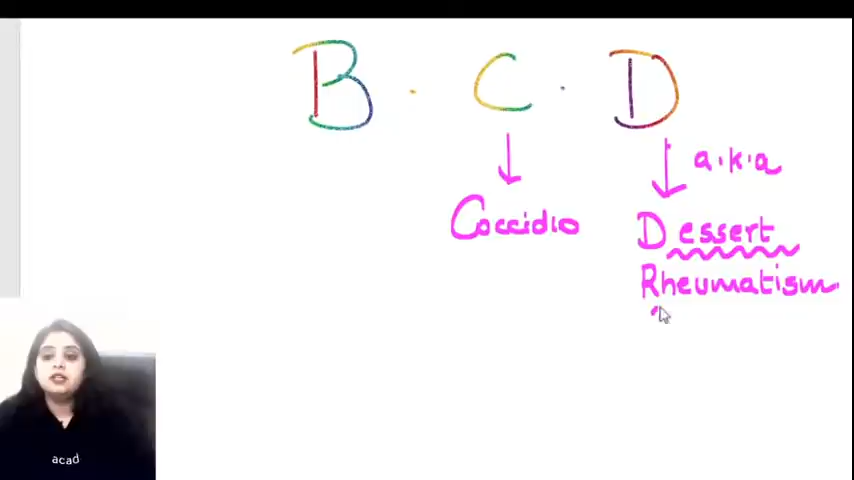 B . C . D
a.k.a
Coccidio
Dessert
Rheumatism
acad